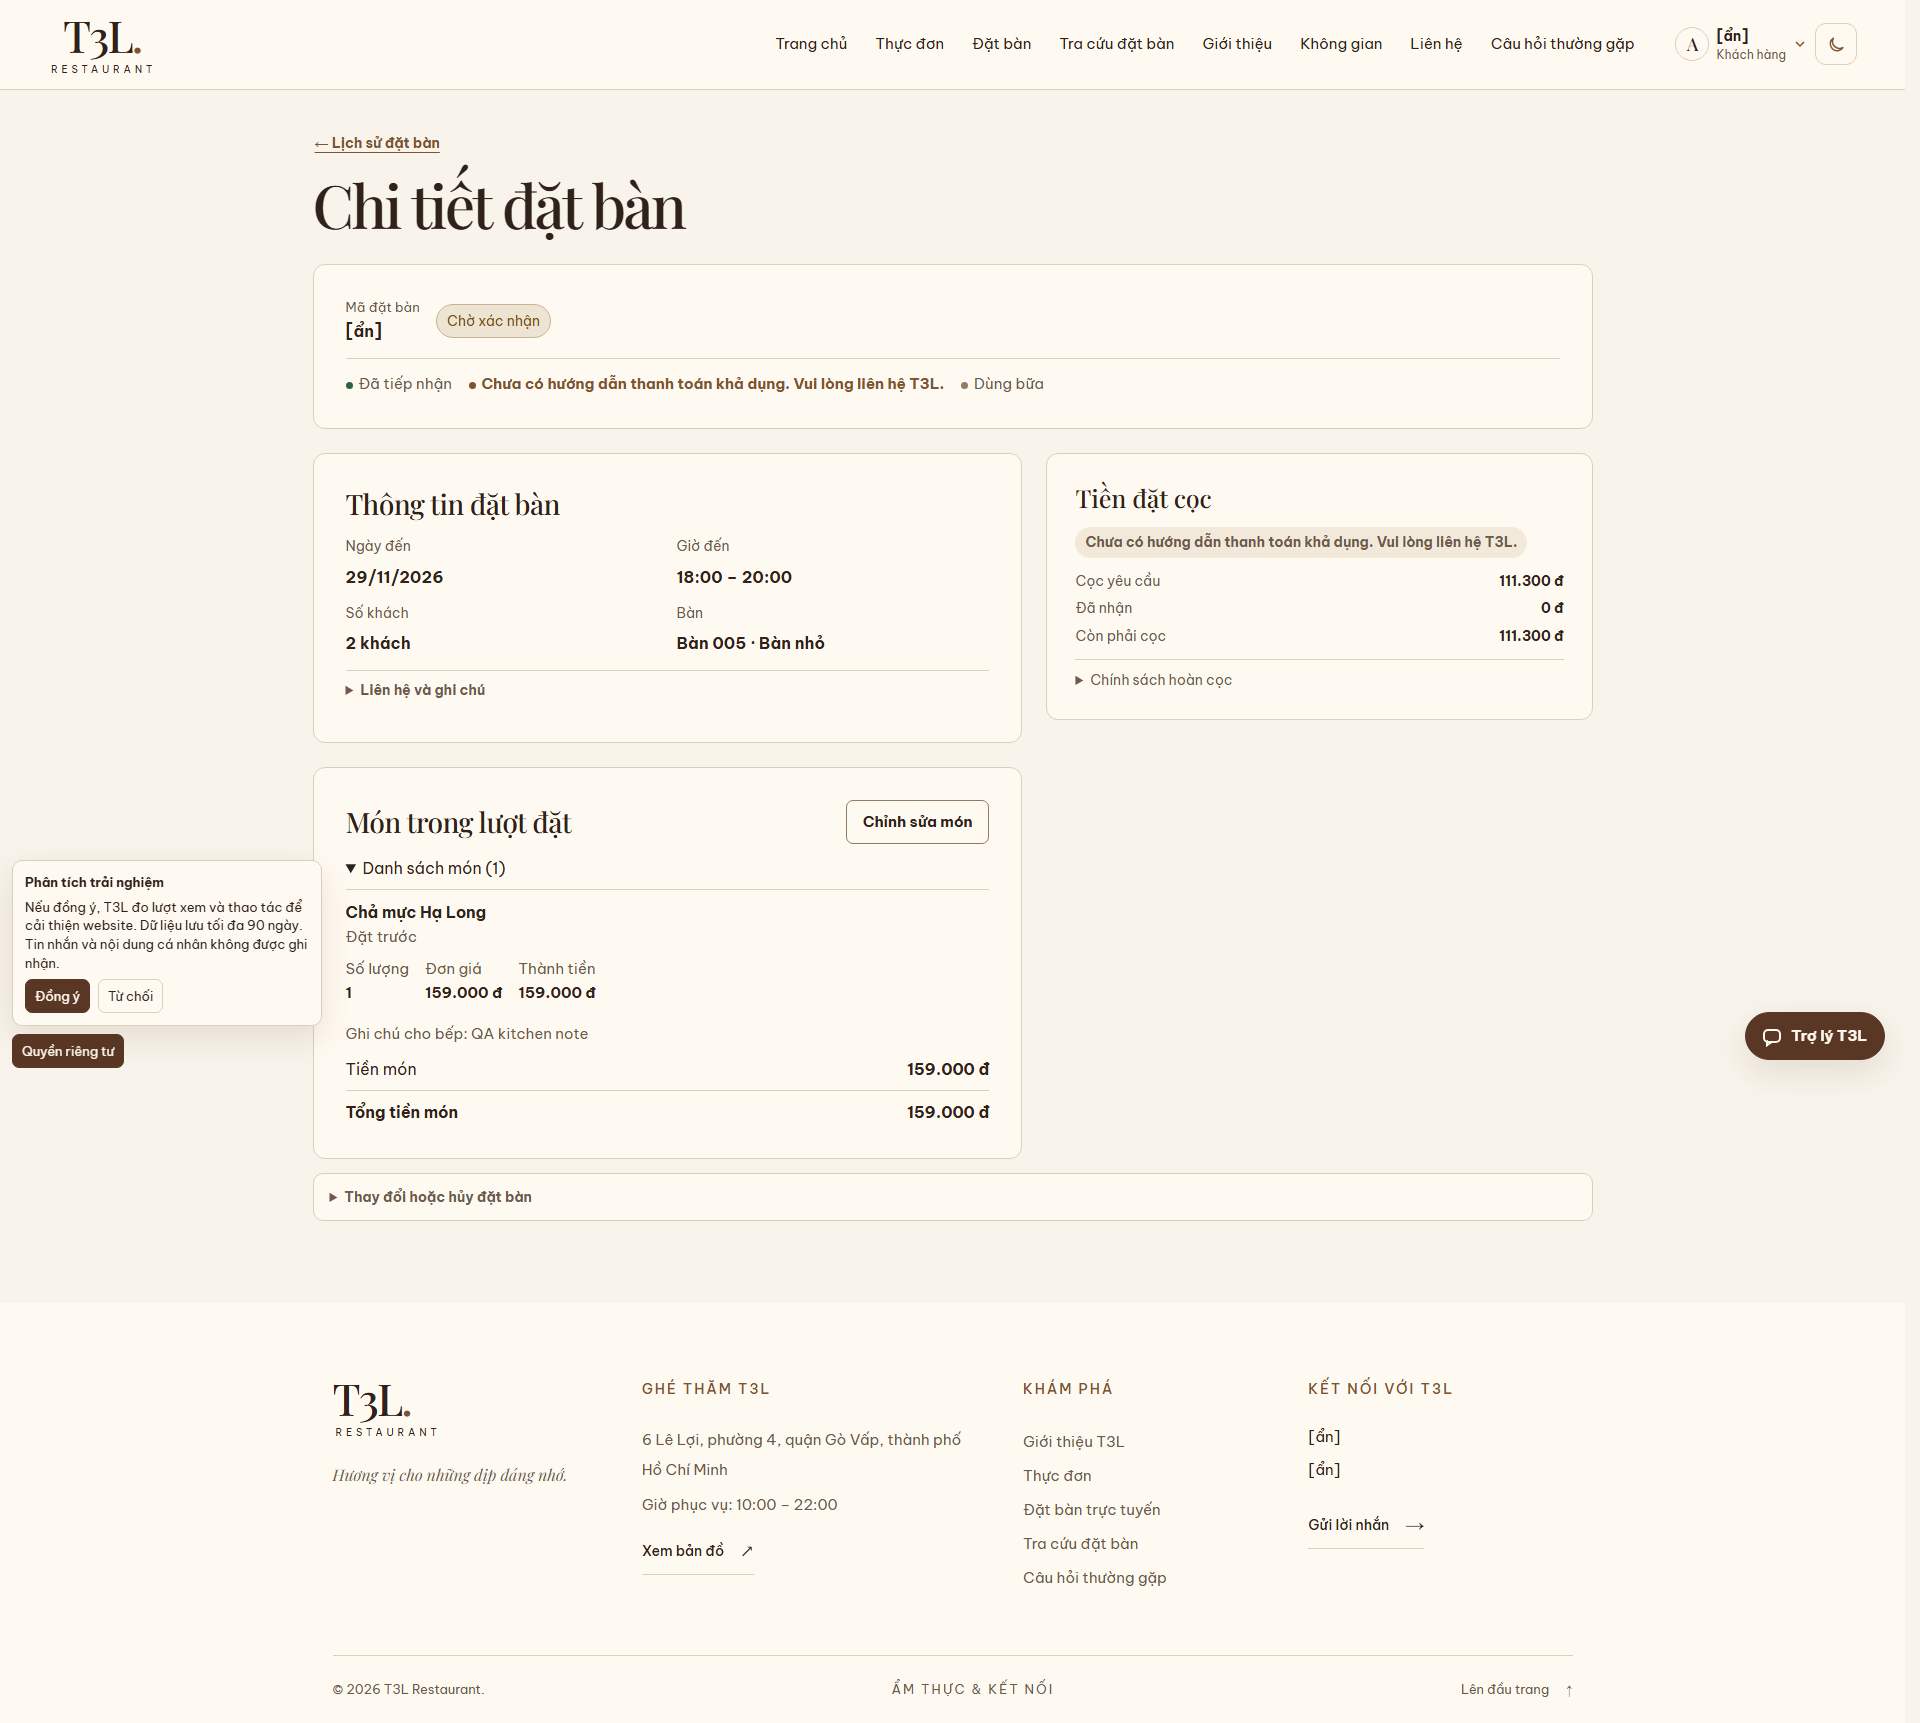 T3L.
RESTAURANT
Trang chủ
Thực đơn
Đặt bàn
Tra cứu đặt bàn
Giới thiệu
Không gian
Liên hệ
Câu hỏi thường gặp
A
[ẩn]
Khách hàng
← Lịch sử đặt bàn
Chi tiết đặt bàn
Mã đặt bàn
[ẩn]
Chờ xác nhận
Đã tiếp nhận
Chưa có hướng dẫn thanh toán khả dụng. Vui lòng liên hệ T3L.
Dùng bữa
Thông tin đặt bàn
Ngày đến
Giờ đến
29/11/2026
18:00 – 20:00
Số khách
Bàn
2 khách
Bàn 005 · Bàn nhỏ
▶ Liên hệ và ghi chú
Tiền đặt cọc
Chưa có hướng dẫn thanh toán khả dụng. Vui lòng liên hệ T3L.
Cọc yêu cầu 111.300 đ
Đã nhận 0 đ
Còn phải cọc 111.300 đ
▶ Chính sách hoàn cọc
Món trong lượt đặt
Chỉnh sửa món
▼ Danh sách món (1)
Chả mực Hạ Long
Đặt trước
Số lượng Đơn giá Thành tiền
1 159.000 đ 159.000 đ
Ghi chú cho bếp: QA kitchen note
Tiền món 159.000 đ
Tổng tiền món 159.000 đ
▶ Thay đổi hoặc hủy đặt bàn
Phân tích trải nghiệm
Nếu đồng ý, T3L đo lượt xem và thao tác để
cải thiện website. Dữ liệu lưu tối đa 90 ngày.
Tin nhắn và nội dung cá nhân không được ghi
nhận.
Đồng ý
Từ chối
Quyền riêng tư
Trợ lý T3L
T3L.
RESTAURANT
Hương vị cho những dịp đáng nhớ.
GHÉ THĂM T3L
6 Lê Lợi, phường 4, quận Gò Vấp, thành phố
Hồ Chí Minh
Giờ phục vụ: 10:00 – 22:00
Xem bản đồ ↗
KHÁM PHÁ
Giới thiệu T3L
Thực đơn
Đặt bàn trực tuyến
Tra cứu đặt bàn
Câu hỏi thường gặp
KẾT NỐI VỚI T3L
[ẩn]
[ẩn]
Gửi lời nhắn →
© 2026 T3L Restaurant.
ẨM THỰC & KẾT NỐI
Lên đầu trang ↑